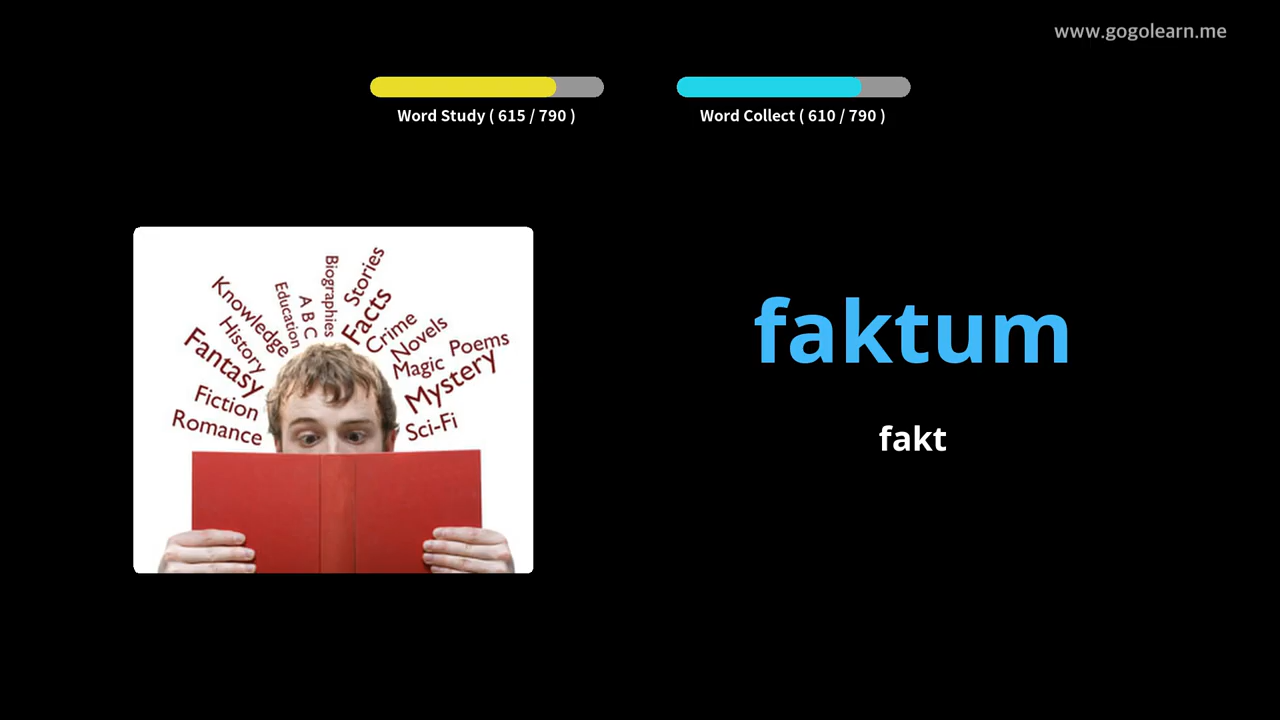 www.gogolearn.me
Word Study ( 615 / 790 )
Word Collect ( 610 / 790 )
Biographies
Stories
Education
A B C
Facts
Knowledge
Crime
History
Novels
Fantasy
Magic
Poems
Fiction
Mystery
Romance
Sci-Fi
faktum
fakt